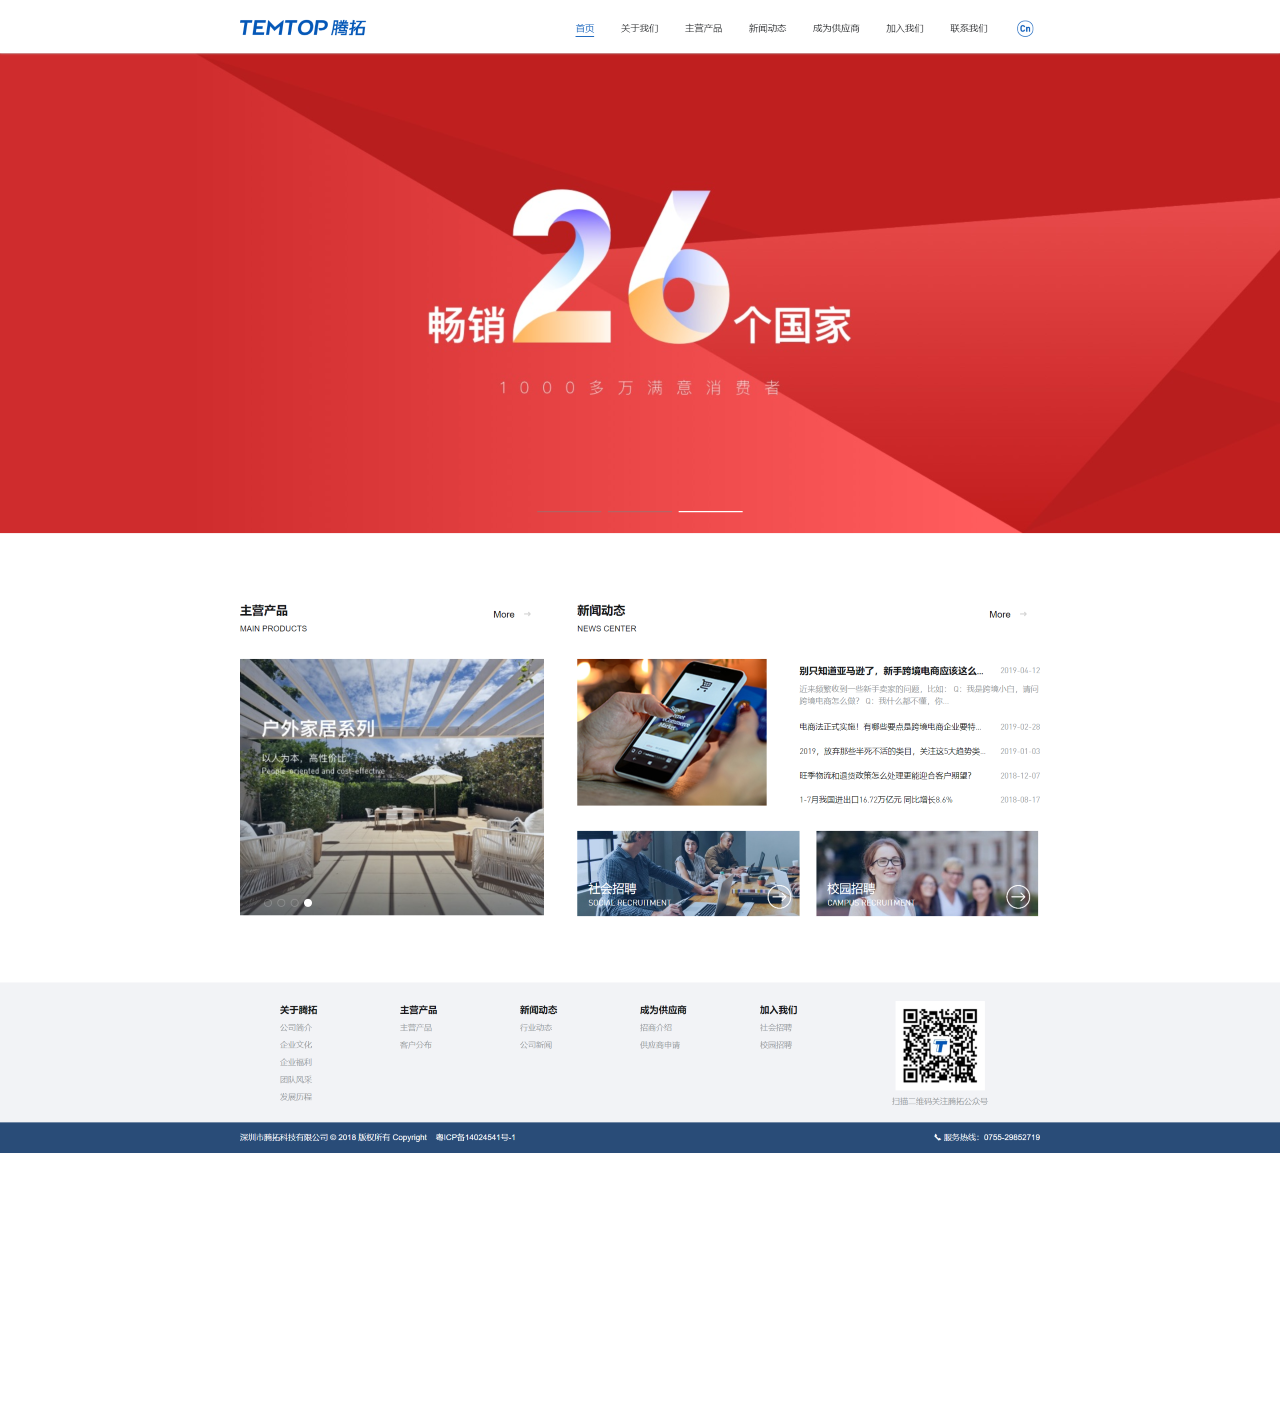 TEMTOP 腾拓
首页 关于我们 主营产品 新闻动态 成为供应商 加入我们 联系我们 Cn
畅销26个国家
1000多万满意消费者
主营产品
MAIN PRODUCTS
More
户外家居系列
以人为本，高性价比
People-oriented and cost-effective
新闻动态
NEWS CENTER
More
别只知道亚马逊了，新手跨境电商应该这么... 2019-04-12
近来频繁收到一些新手卖家的问题，比如： Q：我是跨境小白，请问
跨境电商怎么做？ Q：我什么都不懂，你...
电商法正式实施！有哪些要点是跨境电商企业要特... 2019-02-28
2019，放弃那些半死不活的类目，关注这5大趋势类... 2019-01-03
旺季物流和退货政策怎么处理更能迎合客户期望？ 2018-12-07
1-7月我国进出口16.72万亿元 同比增长8.6% 2018-08-17
社会招聘
SOCIAL RECRUITMENT
校园招聘
CAMPUS RECRUITMENT
关于腾拓
公司简介
企业文化
企业福利
团队风采
发展历程
主营产品
主营产品
客户分布
新闻动态
行业动态
公司新闻
成为供应商
招商介绍
供应商申请
加入我们
社会招聘
校园招聘
扫描二维码关注腾拓公众号
深圳市腾拓科技有限公司 © 2018 版权所有 Copyright 粤ICP备14024541号-1
服务热线：0755-29852719